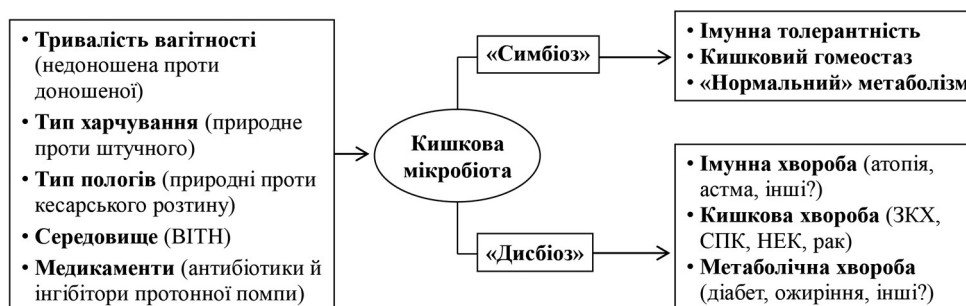 • Тривалість вагітності
(недоношена проти
доношеної)
• Тип харчування (природне
проти штучного)
• Тип пологів (природні проти
кесарського розтину)
• Середовище (ВІТН)
• Медикаменти (антибіотики й
інгібітори протонної помпи)
Кишкова
мікробіота
«Симбіоз»
«Дисбіоз»
• Імунна толерантність
• Кишковий гомеостаз
• «Нормальний» метаболізм
• Імунна хвороба (атопія,
астма, інші?)
• Кишкова хвороба (ЗКХ,
СПК, НЕК, рак)
• Метаболічна хвороба
(діабет, ожиріння, інші?)